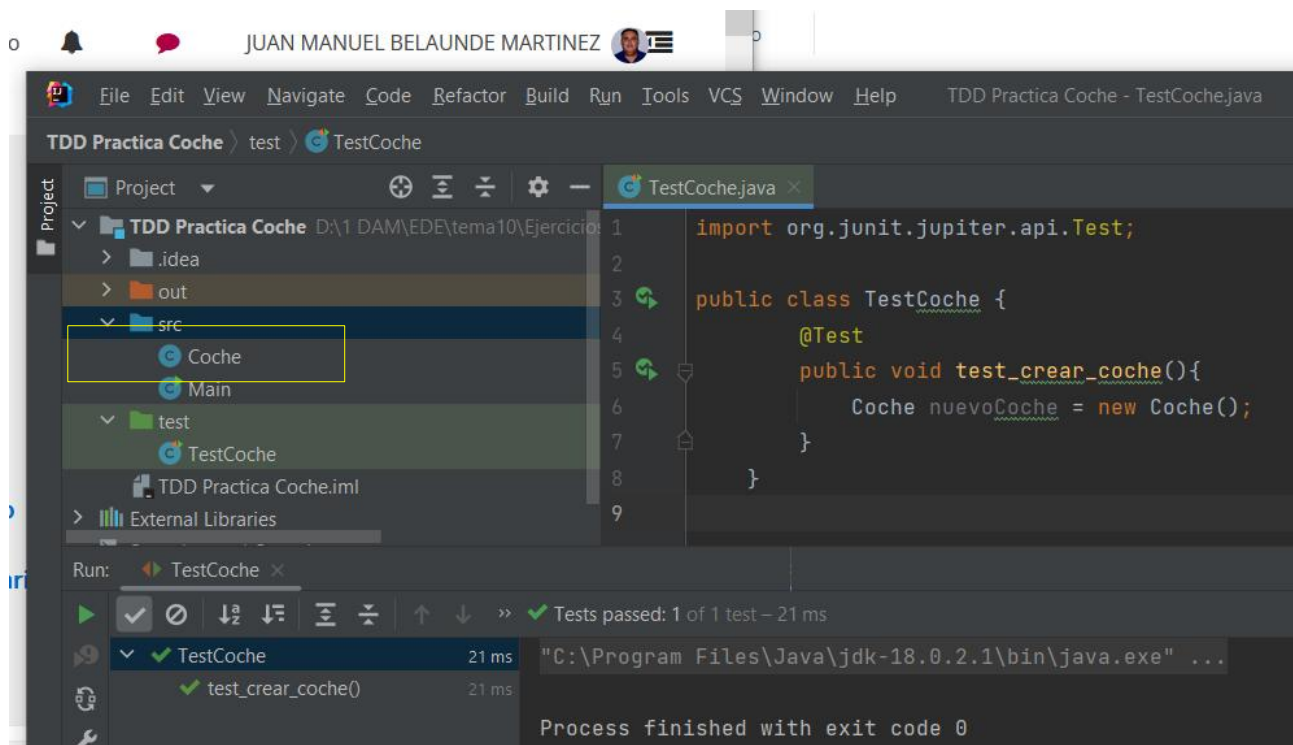 o JUAN MANUEL BELAUNDE MARTINEZ
File Edit View Navigate Code Refactor Build Run Tools VCS Window Help TDD Practica Coche - TestCoche.java
TDD Practica Coche 〉 test 〉 TestCoche
Project
Project
TestCoche.java
TDD Practica Coche D:\1 DAM\EDE\tema10\Ejercicios
.idea
out
src
Coche
Main
test
TestCoche
TDD Practica Coche.iml
External Libraries
1 import org.junit.jupiter.api.Test;
2
3 public class TestCoche {
4 @Test
5 public void test_crear_coche(){
6 Coche nuevoCoche = new Coche();
7 }
8 }
9
Run: TestCoche
» Tests passed: 1 of 1 test – 21 ms
TestCoche 21 ms
test_crear_coche() 21 ms
"C:\Program Files\Java\jdk-18.0.2.1\bin\java.exe" ...
Process finished with exit code 0